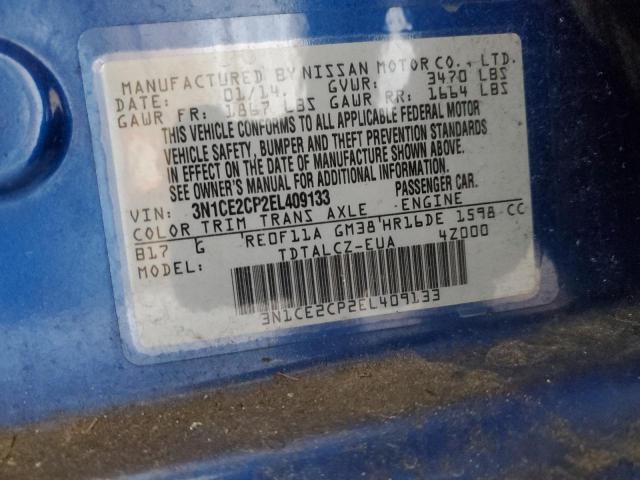 MANUFACTURED BY NISSAN MOTOR CO., LTD.
DATE: 01/14 GVWR: 3470 LBS
GAWR FR: 1867 LBS GAWR RR: 1664 LBS
THIS VEHICLE CONFORMS TO ALL APPLICABLE FEDERAL MOTOR
VEHICLE SAFETY, BUMPER AND THEFT PREVENTION STANDARDS
IN EFFECT ON THE DATE OF MANUFACTURE SHOWN ABOVE.
SEE OWNER'S MANUAL FOR ADDITIONAL INFORMATION.
VIN: 3N1CE2CP2EL409133 PASSENGER CAR.
COLOR TRIM TRANS AXLE ENGINE
B17 G RE0F11A GM38 HR16DE 1598 CC
MODEL: TDTALCZ-EUA 4Z000
3N1CE2CP2EL409133